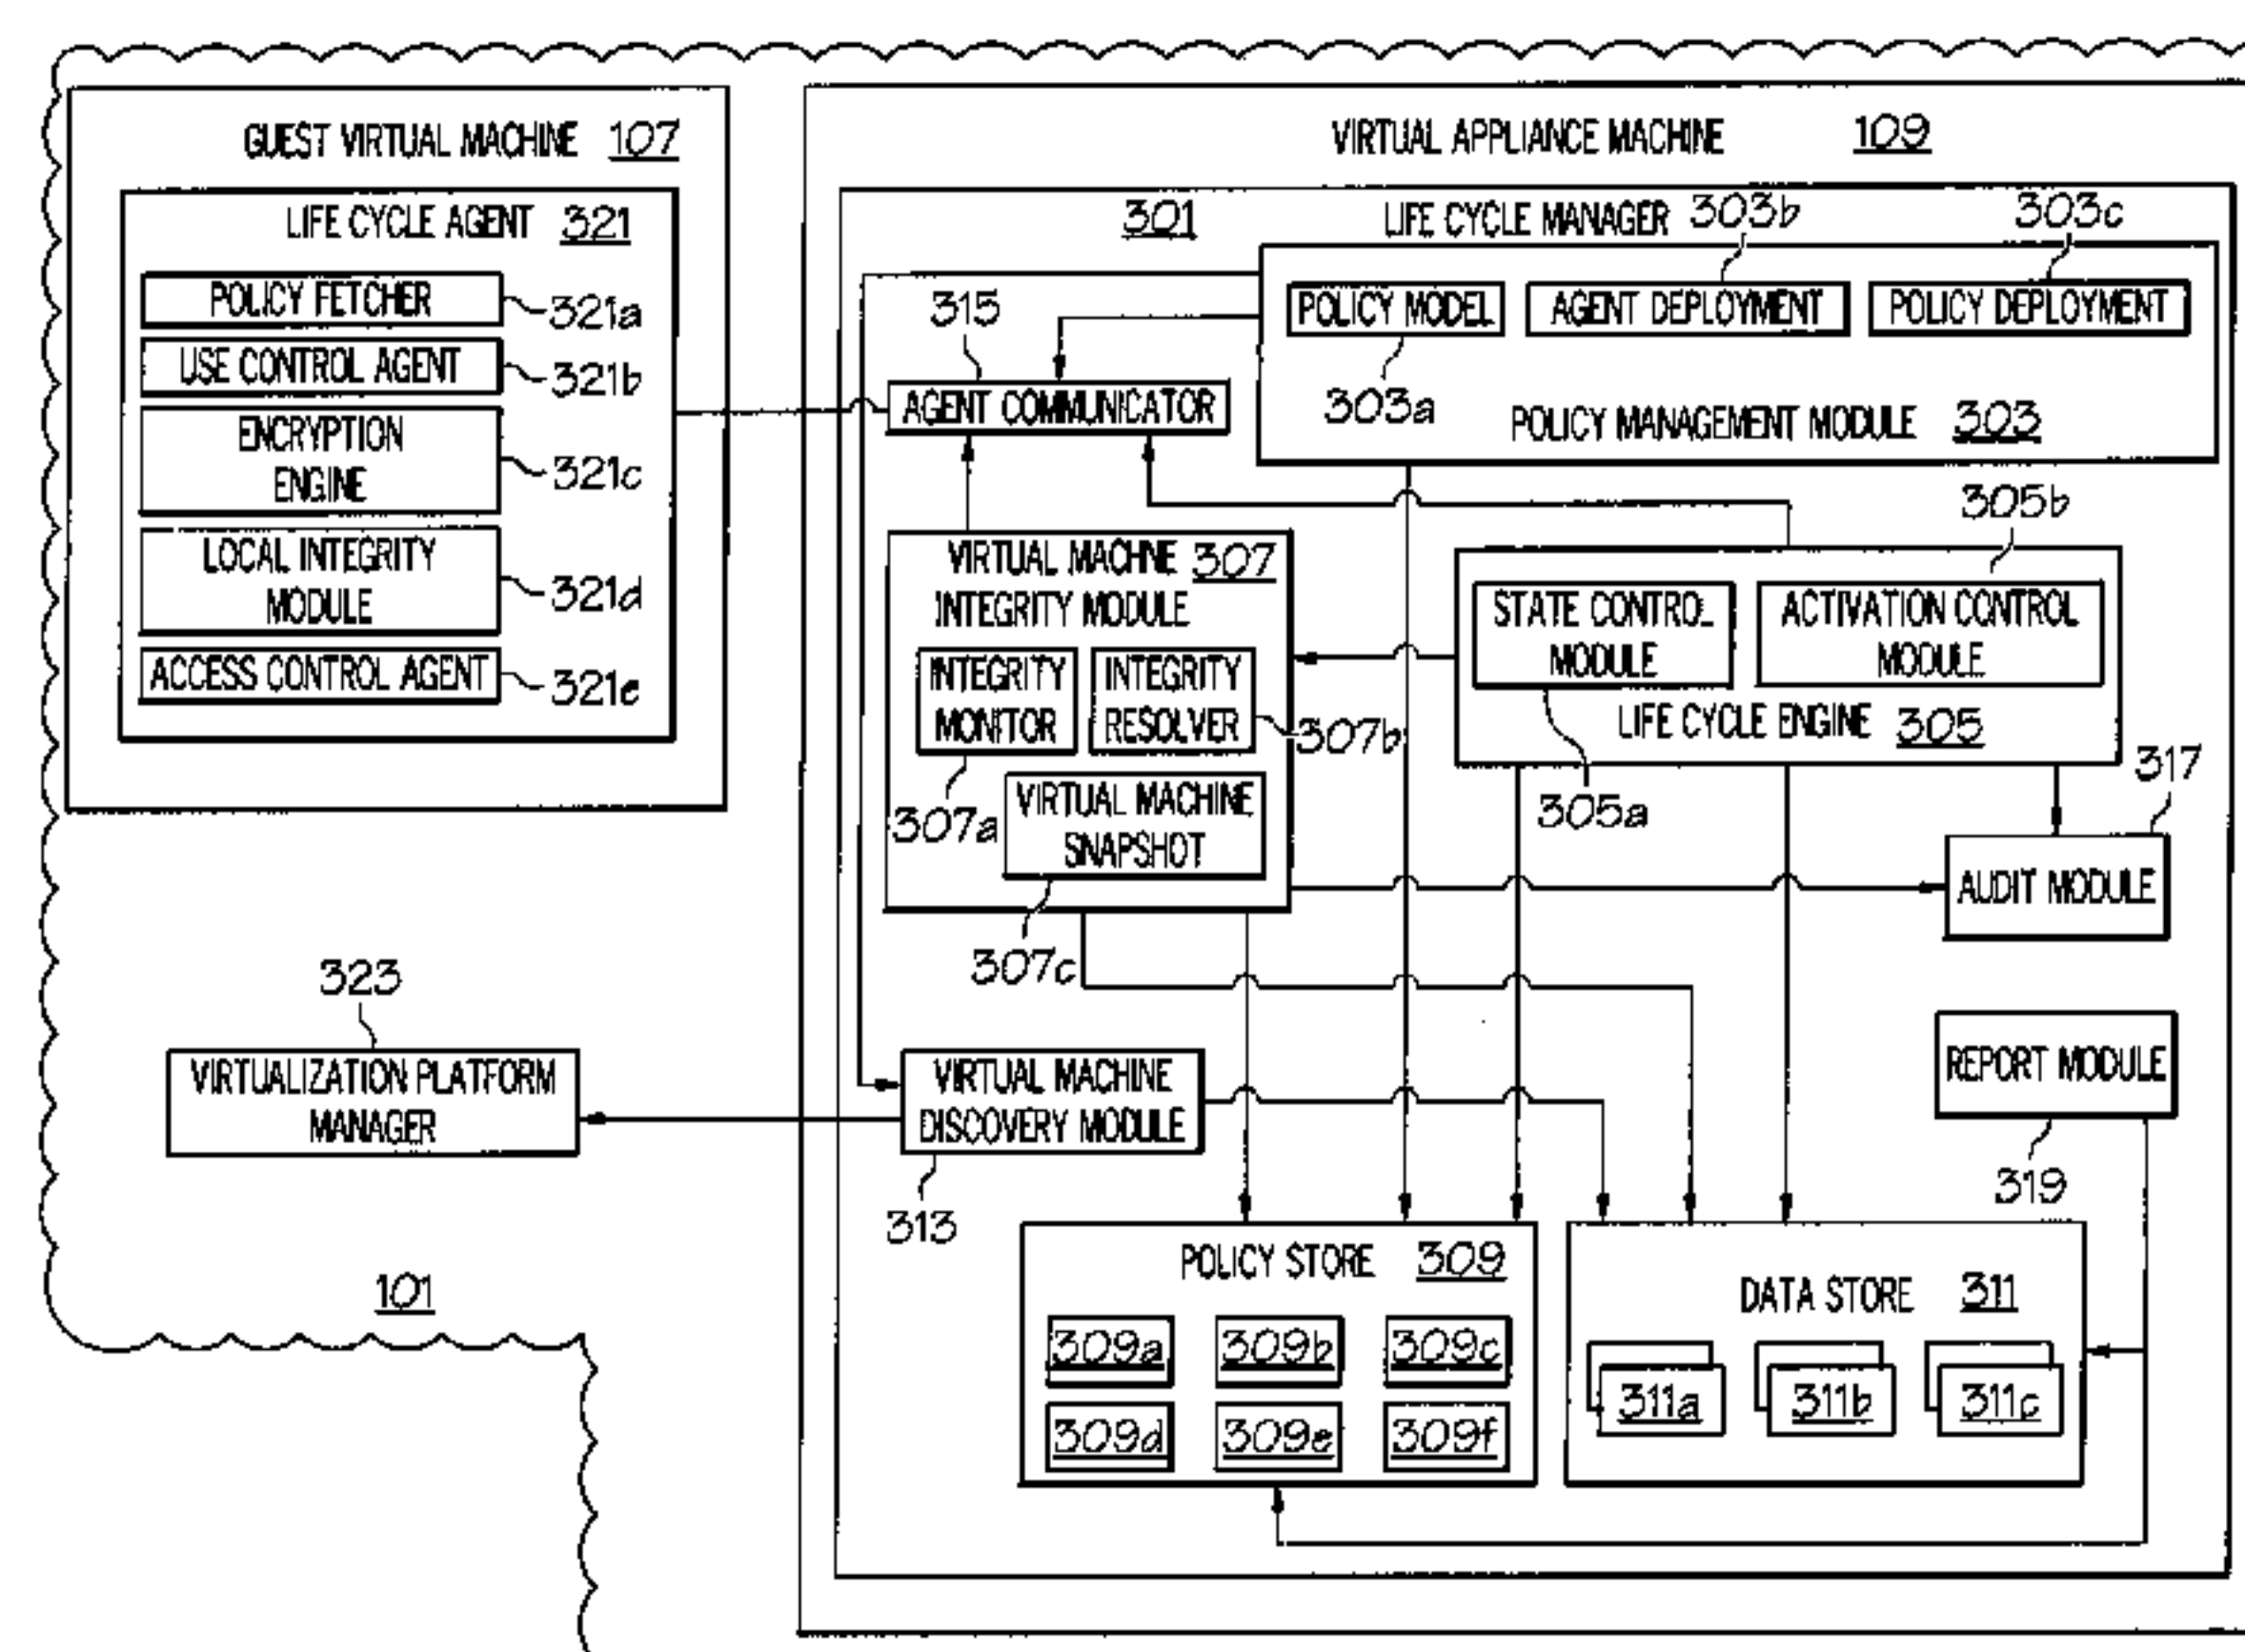 GUEST VIRTUAL MACHINE 107
LIFE CYCLE AGENT 321
POLICY FETCHER
321a
USE CONTROL AGENT
321b
ENCRYPTION
ENGINE
321c
LOCAL INTEGRITY
MODULE
321d
ACCESS CONTROL AGENT
321e
VIRTUAL APPLIANCE MACHINE 109
301
LIFE CYCLE MANAGER
303b
303c
POLICY MODEL
AGENT DEPLOYMENT
POLICY DEPLOYMENT
303a
POLICY MANAGEMENT MODULE 303
315
AGENT COMMUNICATOR
VIRTUAL MACHNE 307
INTEGRITY MODULE
INTEGRITY
MONITOR
INTEGRITY
RESOLVER
307b
307a
VIRTUAL MACHINE
SNAPSHOT
307c
305b
STATE CONTROL
MODULE
ACTIVATION CONTROL
MODULE
LIFE CYCLE ENGINE 305
305a
317
AUDIT MODULE
323
VIRTUALIZATION PLATFORM
MANAGER
VIRTUAL MACHINE
DISCOVERY MODULE
313
REPORT MODULE
319
POLICY STORE 309
309a 309b 309c
309d 309e 309f
DATA STORE 311
311a 311b 311c
101